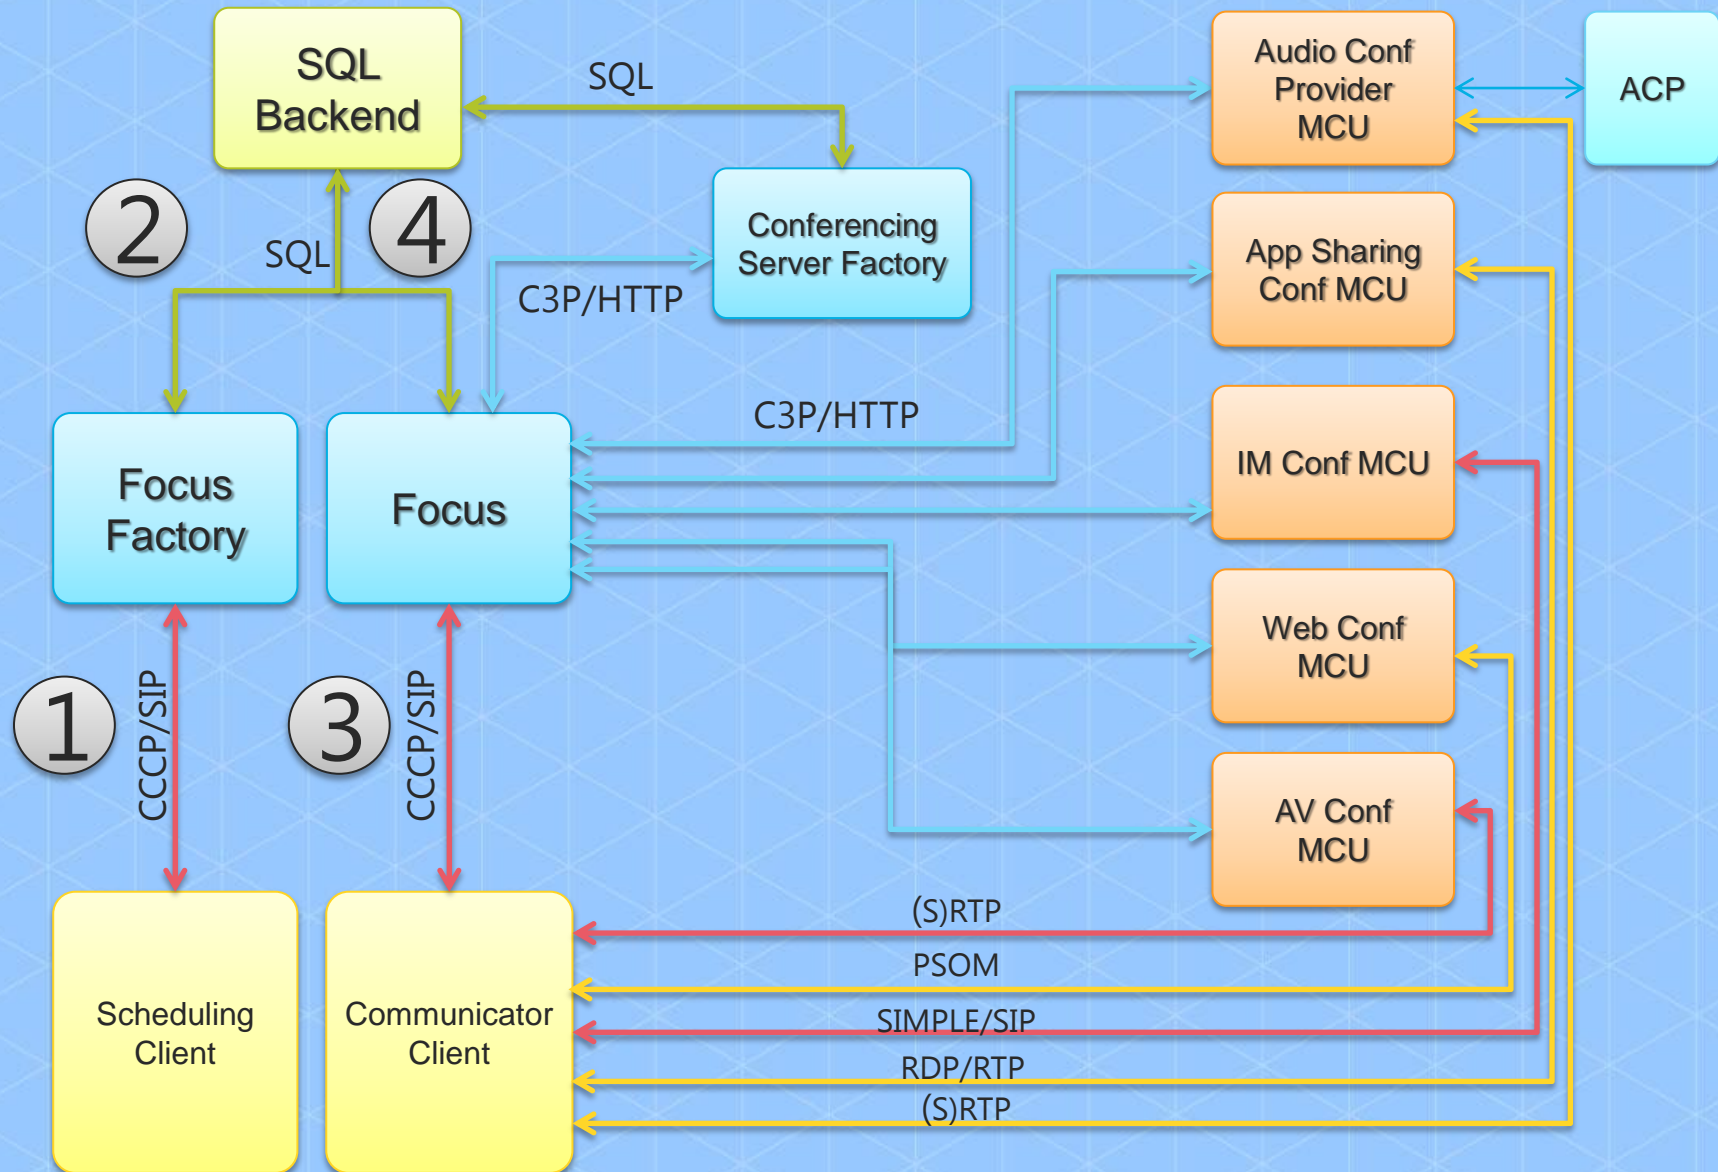 SQL
Backend
SQL
Audio Conf
Provider
MCU
ACP
2
4
SQL
Conferencing
Server Factory
App Sharing
Conf MCU
C3P/HTTP
C3P/HTTP
Focus
Factory
Focus
IM Conf MCU
Web Conf
MCU
1
CCCP/SIP
3
CCCP/SIP
AV Conf
MCU
(S)RTP
PSOM
Scheduling
Client
Communicator
Client
SIMPLE/SIP
RDP/RTP
(S)RTP